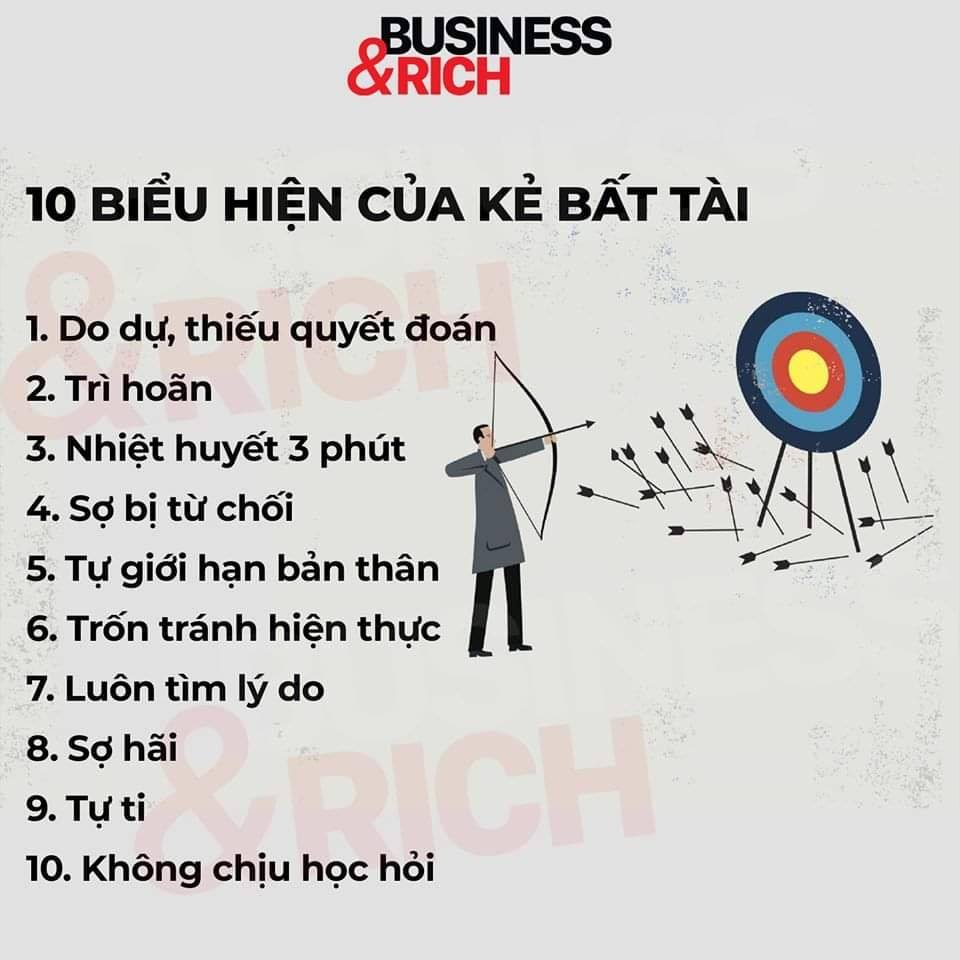 BUSINESS
&RICH
10 BIỂU HIỆN CỦA KẺ BẤT TÀI
1. Do dự, thiếu quyết đoán
2. Trì hoãn
3. Nhiệt huyết 3 phút
4. Sợ bị từ chối
5. Tự giới hạn bản thân
6. Trốn tránh hiện thực
7. Luôn tìm lý do
8. Sợ hãi
9. Tự ti
10. Không chịu học hỏi
BUSINESS
&RICH
BUSINESS
&RICH